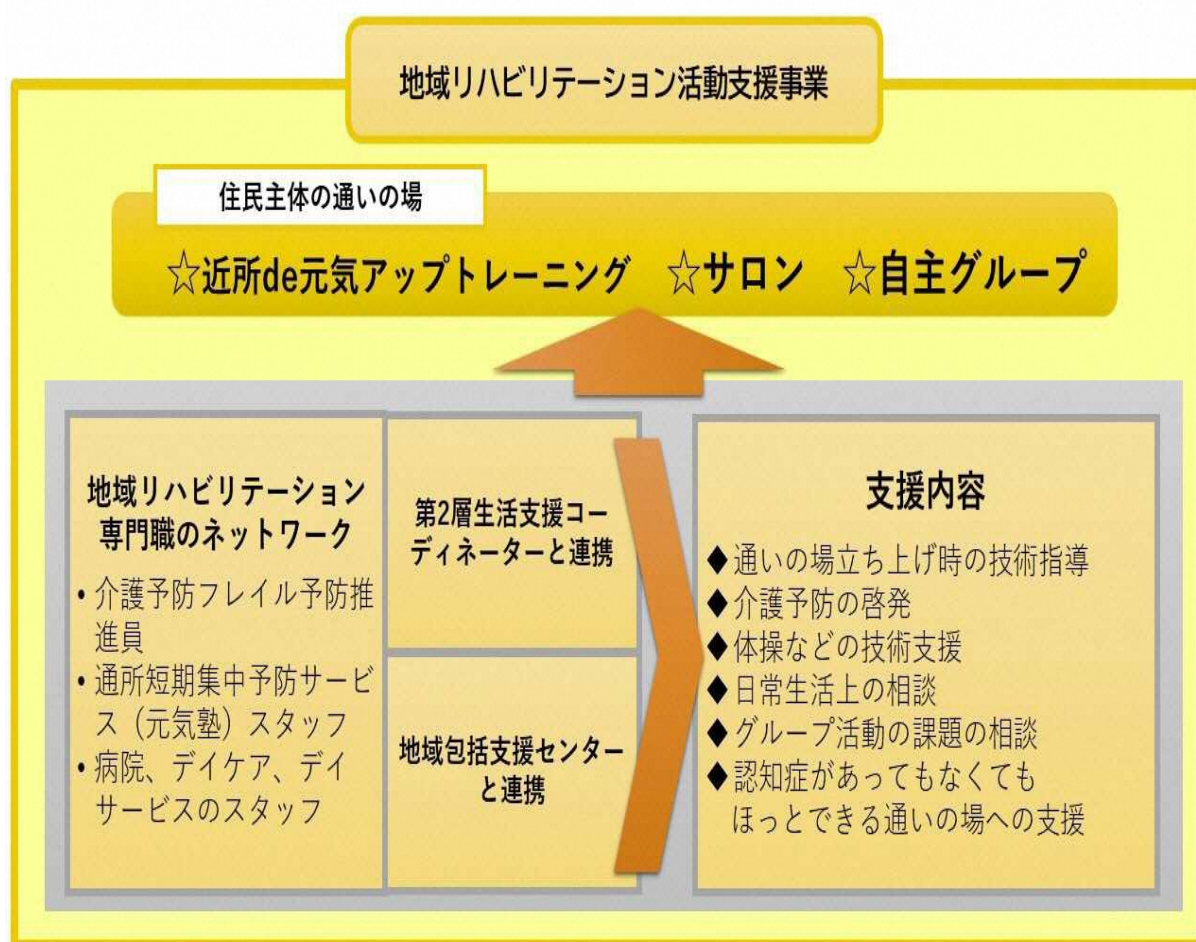 地域リハビリテーション活動支援事業
住民主体の通いの場
☆近所de元気アップトレーニング ☆サロン ☆自主グループ
地域リハビリテーション
専門職のネットワーク
• 介護予防フレイル予防推
進員
• 通所短期集中予防サービ
ス（元気塾）スタッフ
• 病院、デイケア、デイ
サービスのスタッフ
第2層生活支援コー
ディネーターと連携
地域包括支援センター
と連携
支援内容
◆通いの場立ち上げ時の技術指導
◆介護予防の啓発
◆体操などの技術支援
◆日常生活上の相談
◆グループ活動の課題の相談
◆認知症があってもなくても
ほっとできる通いの場への支援